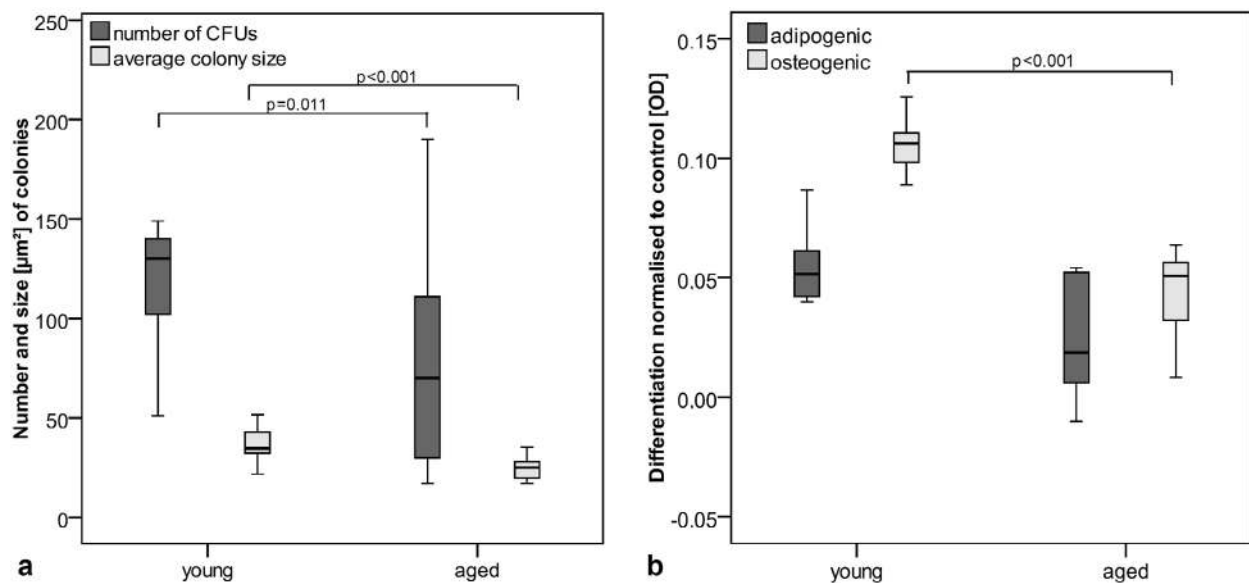 250
number of CFUs
average colony size
p<0.001
p=0.011
200
150
100
50
0
Number and size [µm²] of colonies
young
aged
a
0.15
adipogenic
osteogenic
p<0.001
0.10
0.05
0.00
-0.05
Differentiation normalised to control [OD]
young
aged
b